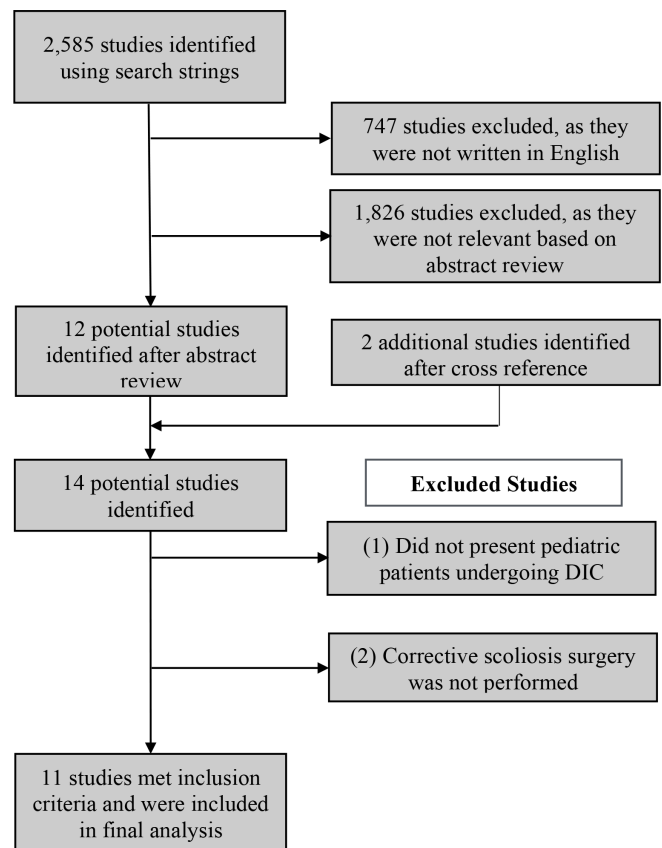 2,585 studies identified
using search strings
747 studies excluded, as they
were not written in English
1,826 studies excluded, as they
were not relevant based on
abstract review
12 potential studies
identified after abstract
review
2 additional studies identified
after cross reference
14 potential studies
identified
Excluded Studies
(1) Did not present pediatric
patients undergoing DIC
(2) Corrective scoliosis surgery
was not performed
11 studies met inclusion
criteria and were included
in final analysis